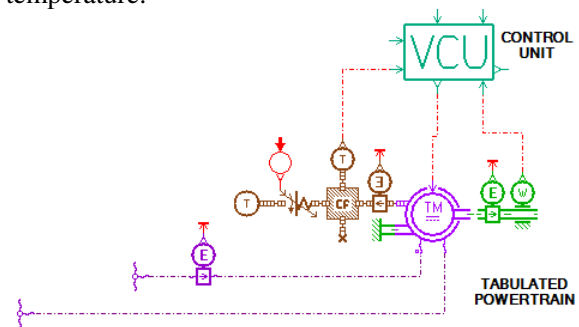 temperature.
VCU
CONTROL
UNIT
T
T
CF
E
E
W
TM
E
TABULATED
POWERTRAIN